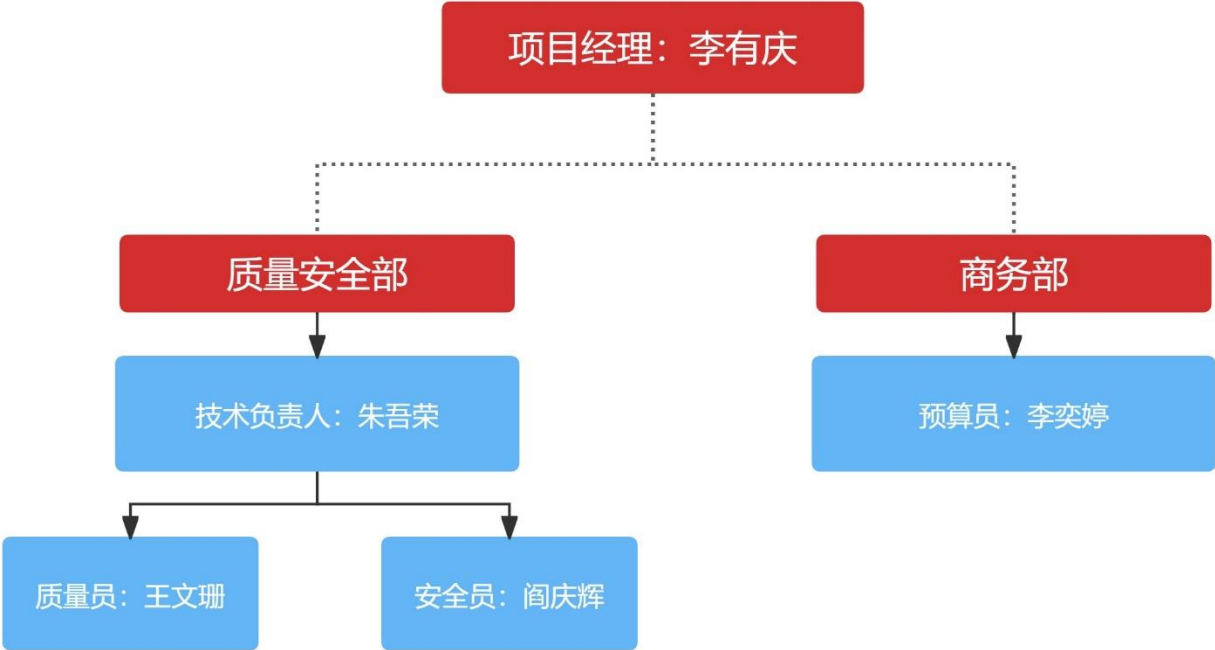 项目经理：李有庆
质量安全部
商务部
技术负责人：朱吾荣
预算员：李奕婷
质量员：王文珊
安全员：阎庆辉